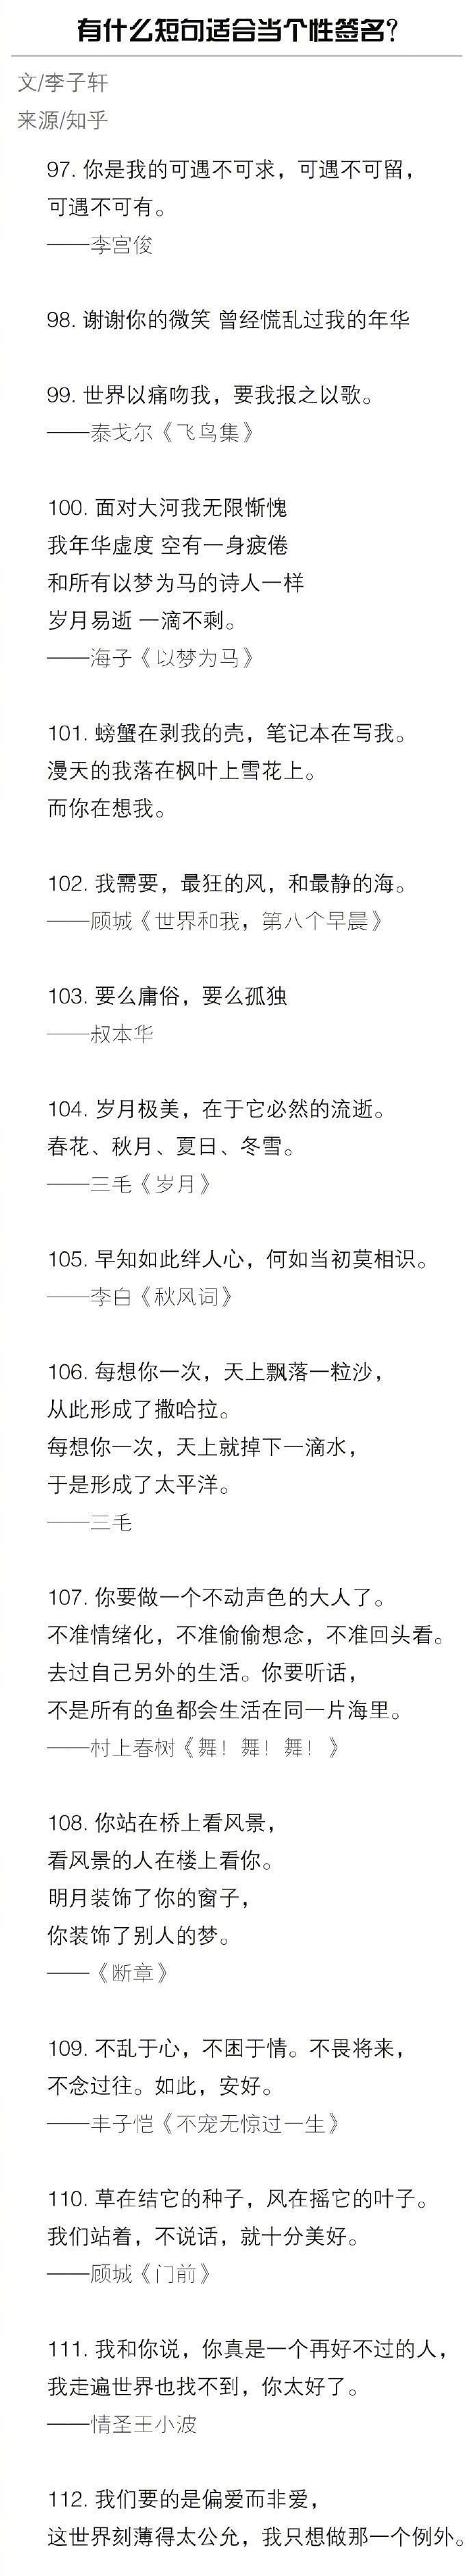 有什么短句适合当个性签名？
文/李子轩
来源/知乎
97. 你是我的可遇不可求，可遇不可留，
可遇不可有。
——李宫俊
98. 谢谢你的微笑 曾经慌乱过我的年华
99. 世界以痛吻我，要我报之以歌。
——泰戈尔《飞鸟集》
100. 面对大河我无限惭愧
我年华虚度 空有一身疲倦
和所有以梦为马的诗人一样
岁月易逝 一滴不剩。
——海子《以梦为马》
101. 螃蟹在剥我的壳，笔记本在写我。
漫天的我落在枫叶上雪花上。
而你在想我。
102. 我需要，最狂的风，和最静的海。
——顾城《世界和我，第八个早晨》
103. 要么庸俗，要么孤独
——叔本华
104. 岁月极美，在于它必然的流逝。
春花、秋月、夏日、冬雪。
——三毛《岁月》
105. 早知如此绊人心，何如当初莫相识。
——李白《秋风词》
106. 每想你一次，天上飘落一粒沙，
从此形成了撒哈拉。
每想你一次，天上就掉下一滴水，
于是形成了太平洋。
——三毛
107. 你要做一个不动声色的大人了。
不准情绪化，不准偷偷想念，不准回头看。
去过自己另外的生活。你要听话，
不是所有的鱼都会生活在同一片海里。
——村上春树《舞！舞！舞！》
108. 你站在桥上看风景，
看风景的人在楼上看你。
明月装饰了你的窗子，
你装饰了别人的梦。
——《断章》
109. 不乱于心，不困于情。不畏将来，
不念过往。如此，安好。
——丰子恺《不宠无惊过一生》
110. 草在结它的种子，风在摇它的叶子。
我们站着，不说话，就十分美好。
——顾城《门前》
111. 我和你说，你真是一个再好不过的人，
我走遍世界也找不到，你太好了。
——情圣王小波
112. 我们要的是偏爱而非爱，
这世界刻薄得太公允，我只想做那一个例外。